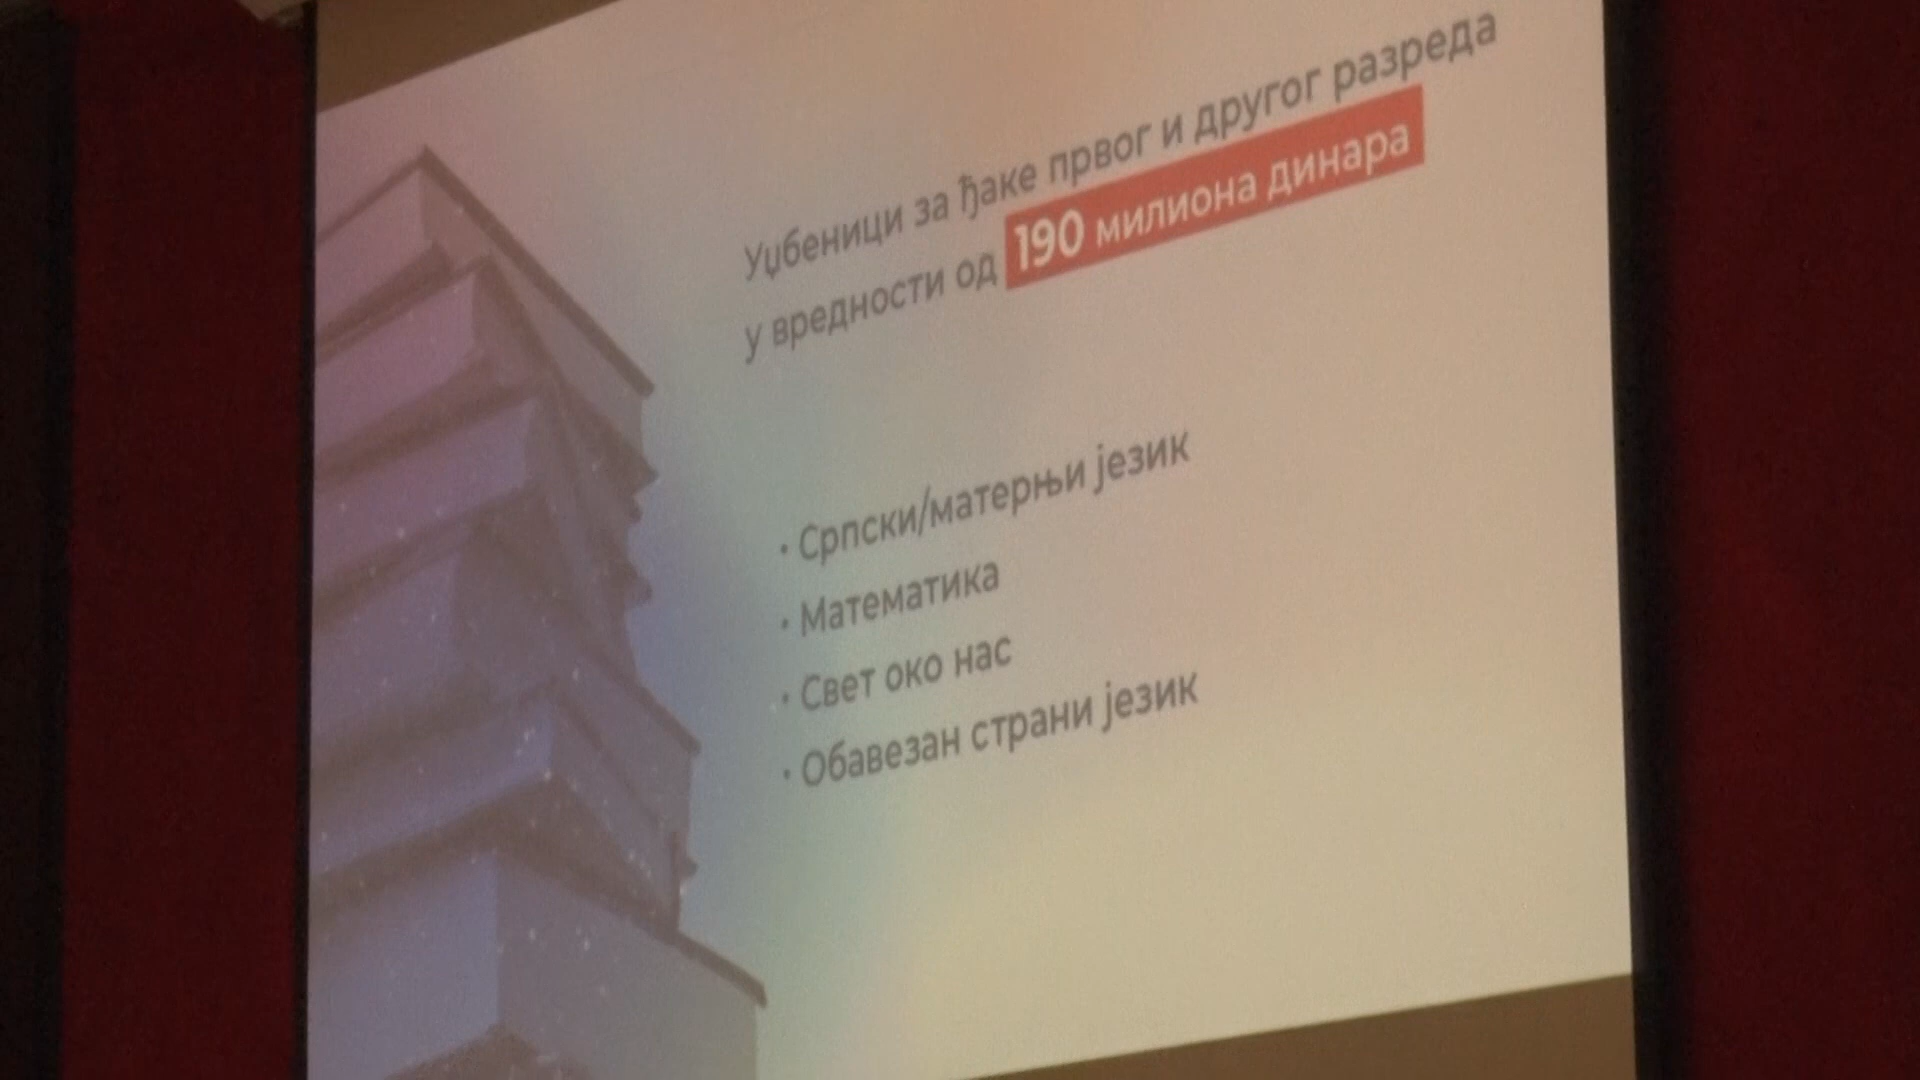 Уџбеници за ђаке првог и другог разреда
у вредности од 190 милиона динара
• Српски/матерњи језик
• Математика
• Свет око нас
• Обавезан страни језик